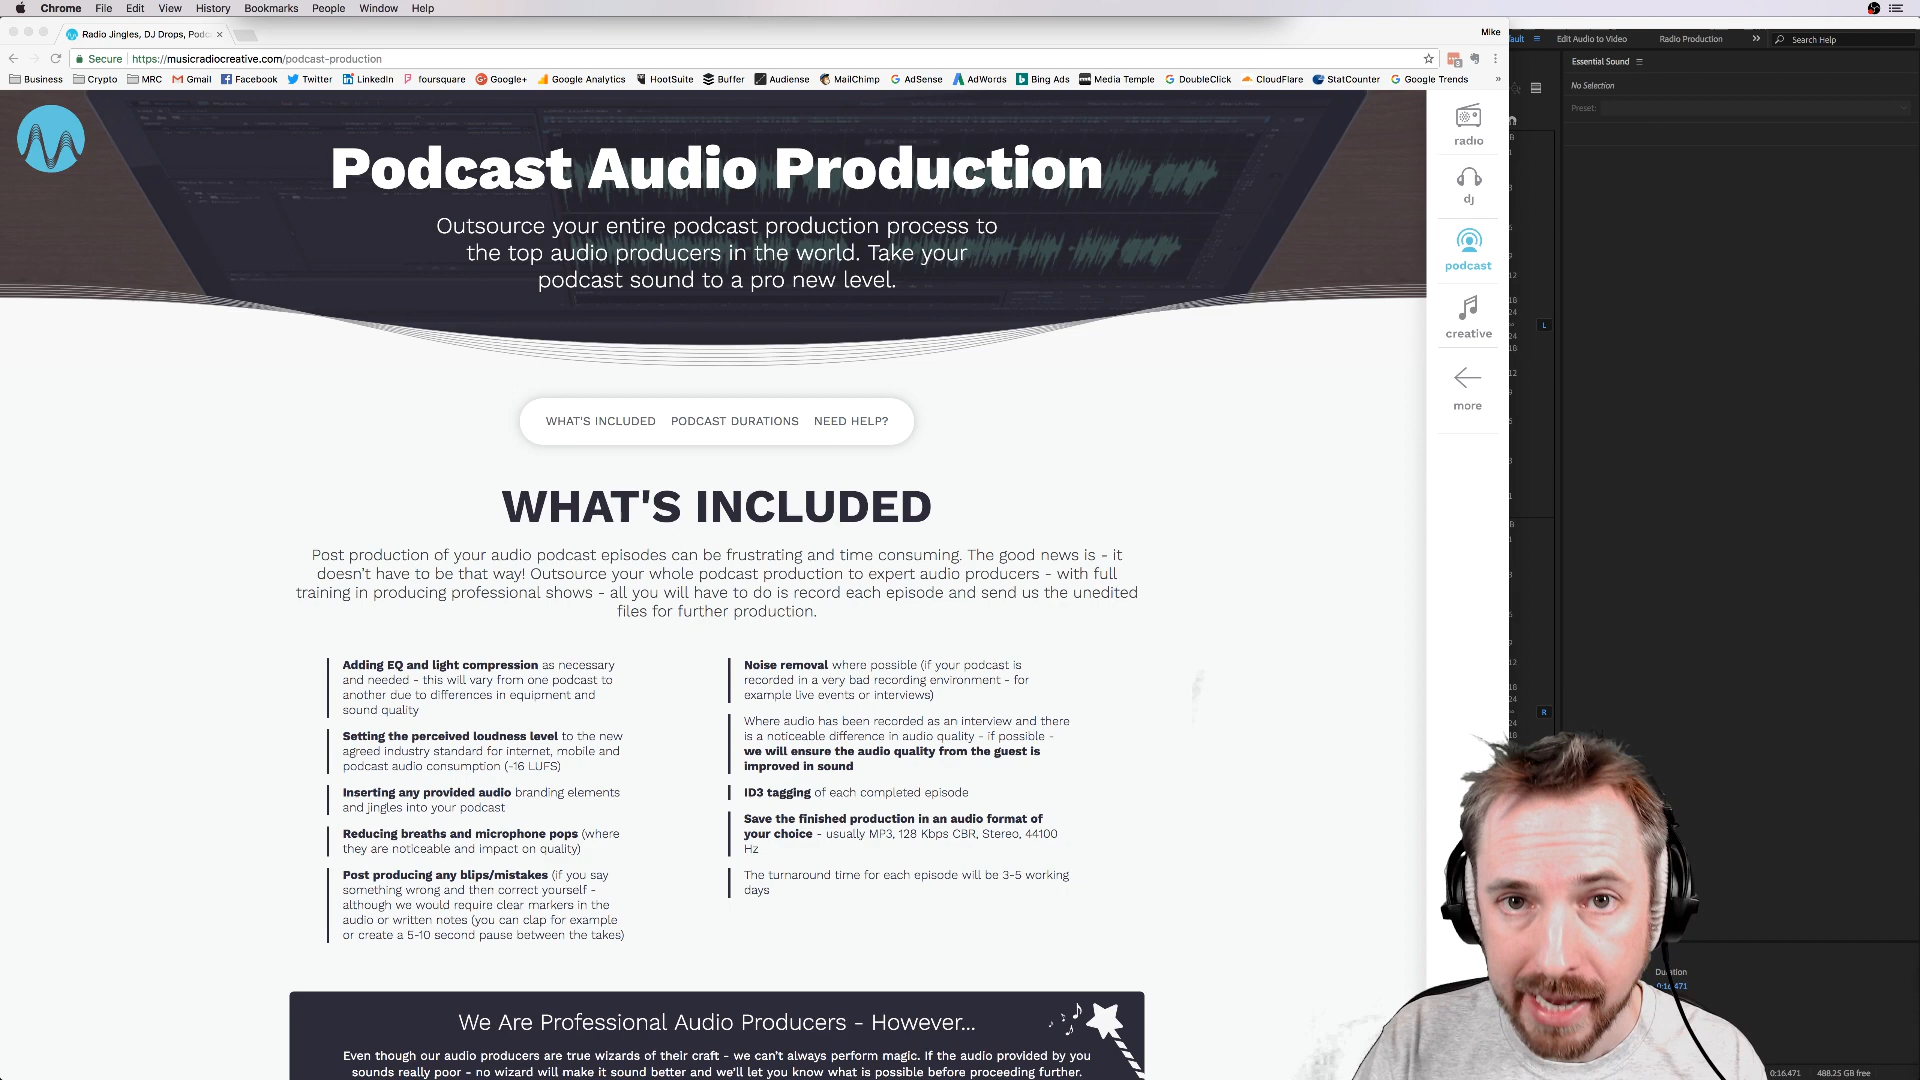 Chrome File Edit View History Bookmarks People Window Help
Radio Jingles, DJ Drops, Podc
Mike
Secure https://musicradiocreative.com/podcast-production
Business Crypto MRC Gmail Facebook Twitter LinkedIn foursquare Google+ Google Analytics HootSuite Buffer Audiense MailChimp AdSense AdWords Bing Ads Media Temple DoubleClick CloudFlare StatCounter Google Trends
ault Edit Audio to Video Radio Production Search Help
Essential Sound
No Selection
Preset:
radio
dj
podcast
creative
more
Podcast Audio Production
Outsource your entire podcast production process to
the top audio producers in the world. Take your
podcast sound to a pro new level.
WHAT'S INCLUDED PODCAST DURATIONS NEED HELP?
WHAT'S INCLUDED
Post production of your audio podcast episodes can be frustrating and time consuming. The good news is - it
doesn't have to be that way! Outsource your whole podcast production to expert audio producers - with full
training in producing professional shows - all you will have to do is record each episode and send us the unedited
files for further production.
Adding EQ and light compression as necessary
and needed - this will vary from one podcast to
another due to differences in equipment and
sound quality
Setting the perceived loudness level to the new
agreed industry standard for internet, mobile and
podcast audio consumption (-16 LUFS)
Inserting any provided audio branding elements
and jingles into your podcast
Reducing breaths and microphone pops (where
they are noticeable and impact on quality)
Post producing any blips/mistakes (if you say
something wrong and then correct yourself -
although we would require clear markers in the
audio or written notes (you can clap for example
or create a 5-10 second pause between the takes)
Noise removal where possible (if your podcast is
recorded in a very bad recording environment - for
example live events or interviews)
Where audio has been recorded as an interview and there
is a noticeable difference in audio quality - if possible -
we will ensure the audio quality from the guest is
improved in sound
ID3 tagging of each completed episode
Save the finished production in an audio format of
your choice - usually MP3, 128 Kbps CBR, Stereo, 44100
Hz
The turnaround time for each episode will be 3-5 working
days
We Are Professional Audio Producers - However...
Even though our audio producers are true wizards of their craft - we can't always perform magic. If the audio provided by you
sounds really poor - no wizard will make it sound better and we'll let you know what is possible before proceeding further.
L
R
Duration
0:16.471
0:16.471 488.25 GB free